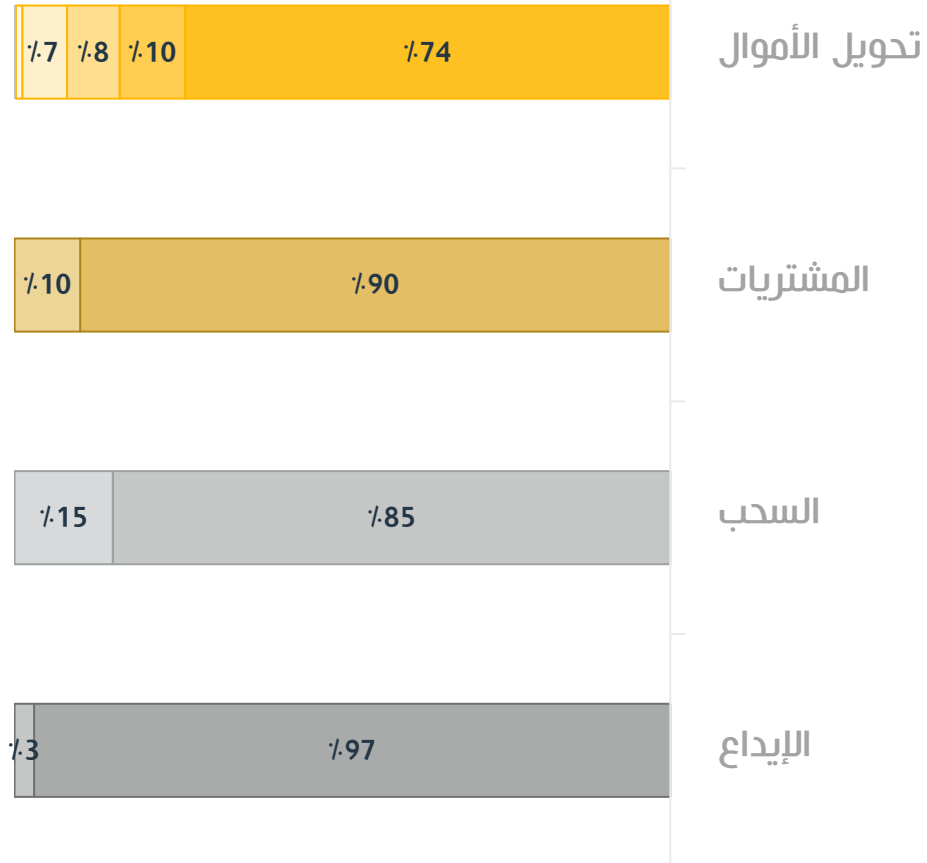 تحويل الأموال
٪74
٪10
٪8
٪7
المشتريات
٪90
٪10
السحب
٪85
٪15
الإيداع
٪97
٪3